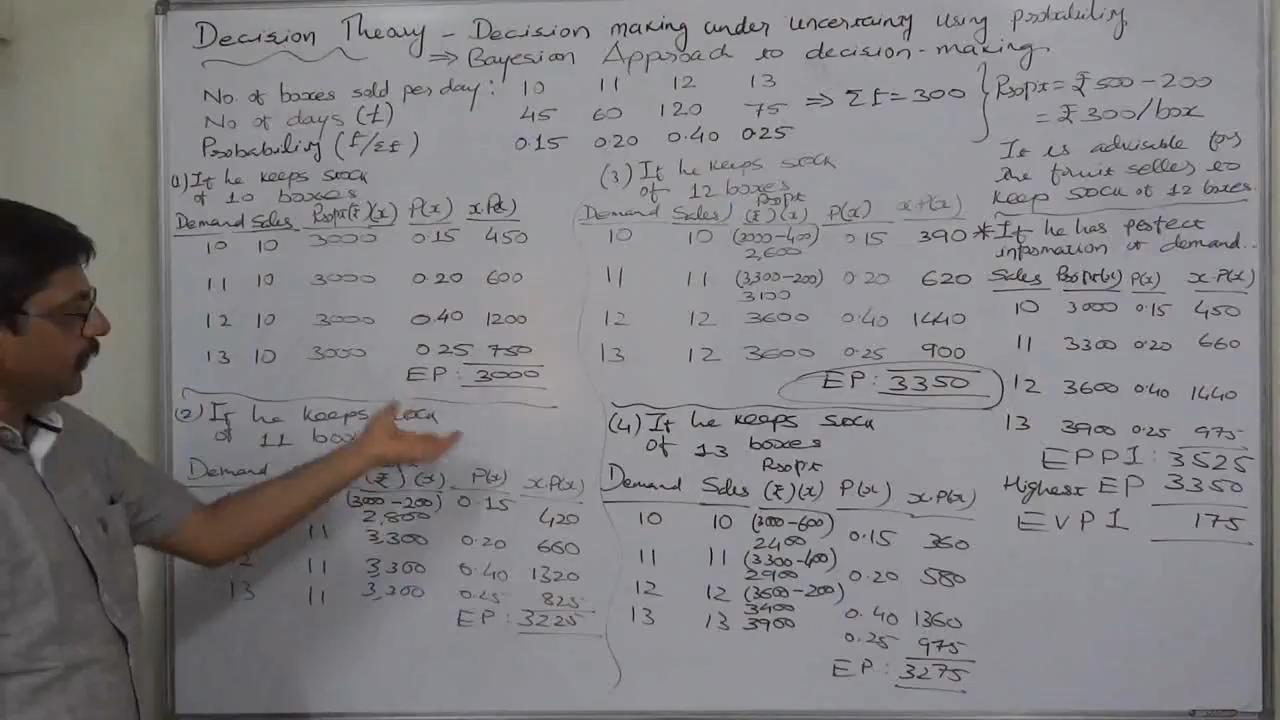 Decision Theory - Decision making under uncertainty using probability
⇒ Bayesian Approach to decision-making
No. of boxes sold per day: 10 11 12 13
No of days (f) 45 60 120 75 ⇒ Σf = 300
Probability (f/Σf) 0.15 0.20 0.40 0.25
Profit = ₹ 500 - 200
= ₹ 300/box
It is advisable for
the fruit seller to
keep stock of 12 boxes.
1) If he keeps stock
of 10 boxes
Demand Sales Profit(₹)(x) P(x) x.P(x)
10 10 3000 0.15 450
11 10 3000 0.20 600
12 10 3000 0.40 1200
13 10 3000 0.25 750
EP: 3000
(2) If he keeps stock
of 11
Demand (₹)(x) P(x) x.P(x)
(3000-200) 0.15
2,800 420
11 3,300 0.20 660
12 11 3300 0.40 1320
13 11 3,300 0.25 825
EP: 3225
(3) If he keeps stock
of 12 boxes
Profit
Demand Sales (₹)(x) P(x) x P(x)
10 10 (3000-400) 0.15 390
2,600
11 11 (3,300-200) 0.20 620
3100
12 12 3600 0.40 1440
13 12 3600 0.25 900
EP: 3350
(4) If he keeps stock
of 13 boxes
Profit
Demand Sales (₹)(x) P(x) x.P(x)
10 10 (3000-600) 0.15 360
2400
11 11 (3300-400) 0.20 580
2900
12 12 (3600-200) 0.40 1360
3400
13 13 3900 0.25 975
EP: 3275
* If he has perfect
information of demand..
Sales Profit(x) P(x) x.P(x)
10 3000 0.15 450
11 3300 0.20 660
12 3600 0.40 1440
13 3900 0.25 975
EPPI: 3525
Highest EP 3350
EVPI 175